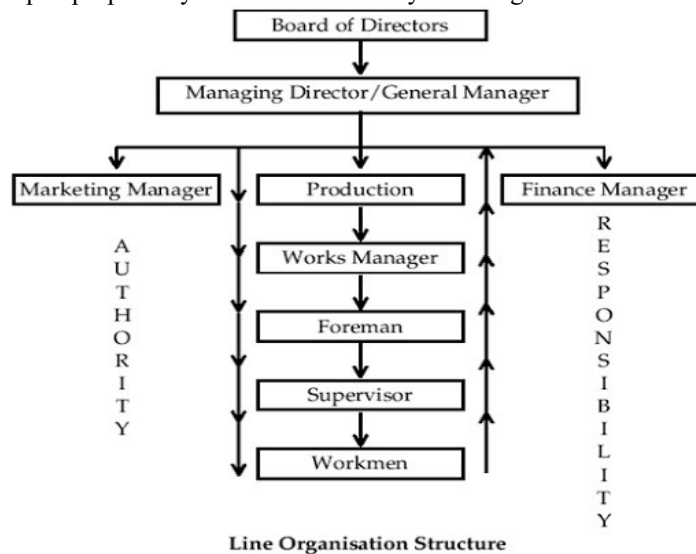 Board of Directors
Managing Director/General Manager
Marketing Manager
Production
Finance Manager
Works Manager
Foreman
Supervisor
Workmen
AUTHORITY
RESPONSIBILITY
Line Organisation Structure